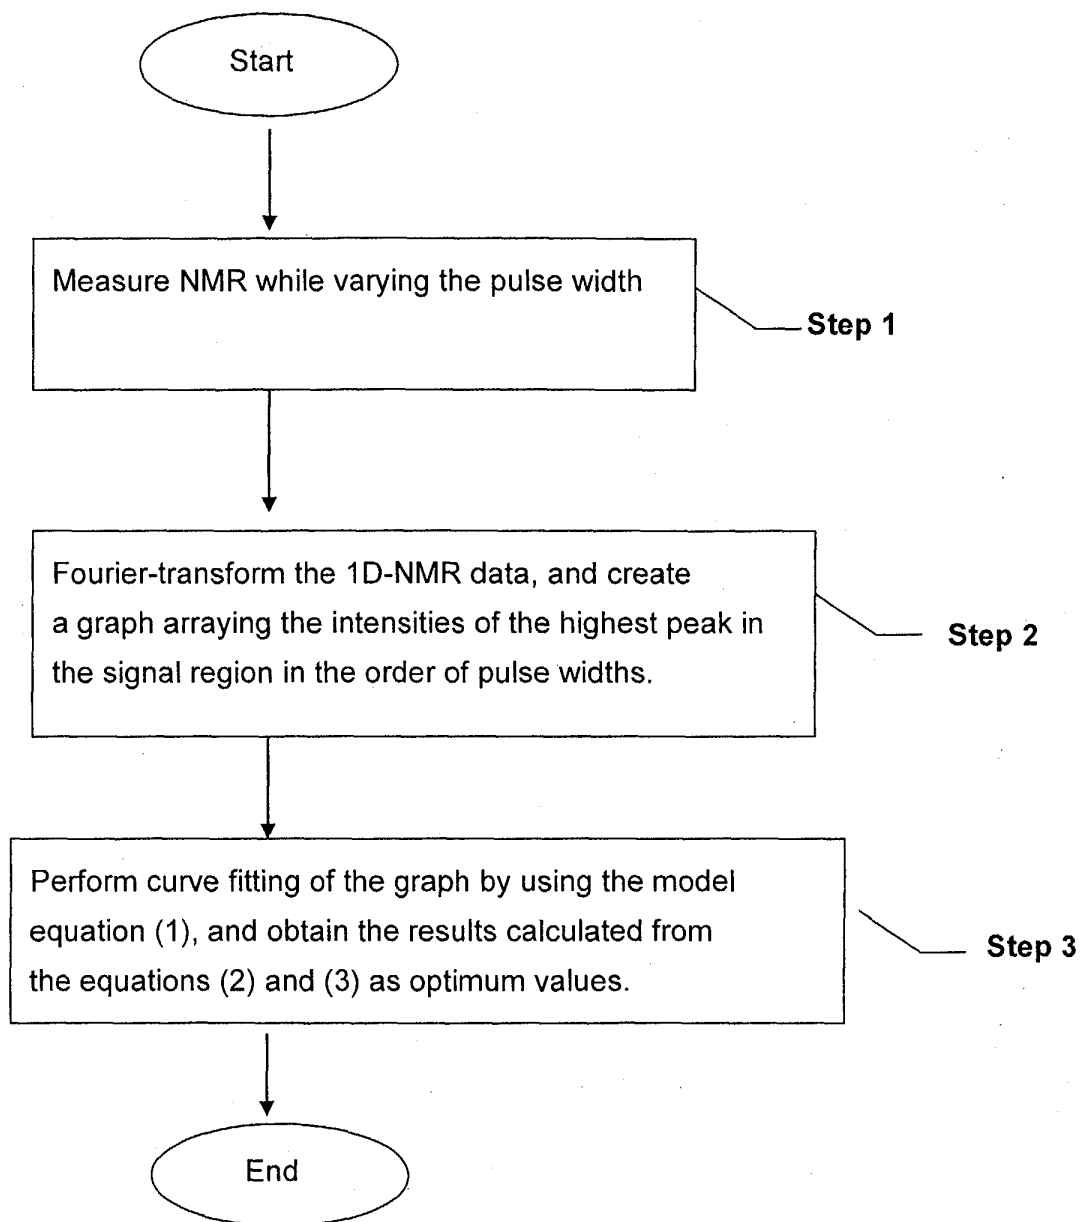 Start
Measure NMR while varying the pulse width
Step 1
Fourier-transform the 1D-NMR data, and create
a graph arraying the intensities of the highest peak in
the signal region in the order of pulse widths.
Step 2
Perform curve fitting of the graph by using the model
equation (1), and obtain the results calculated from
the equations (2) and (3) as optimum values.
Step 3
End